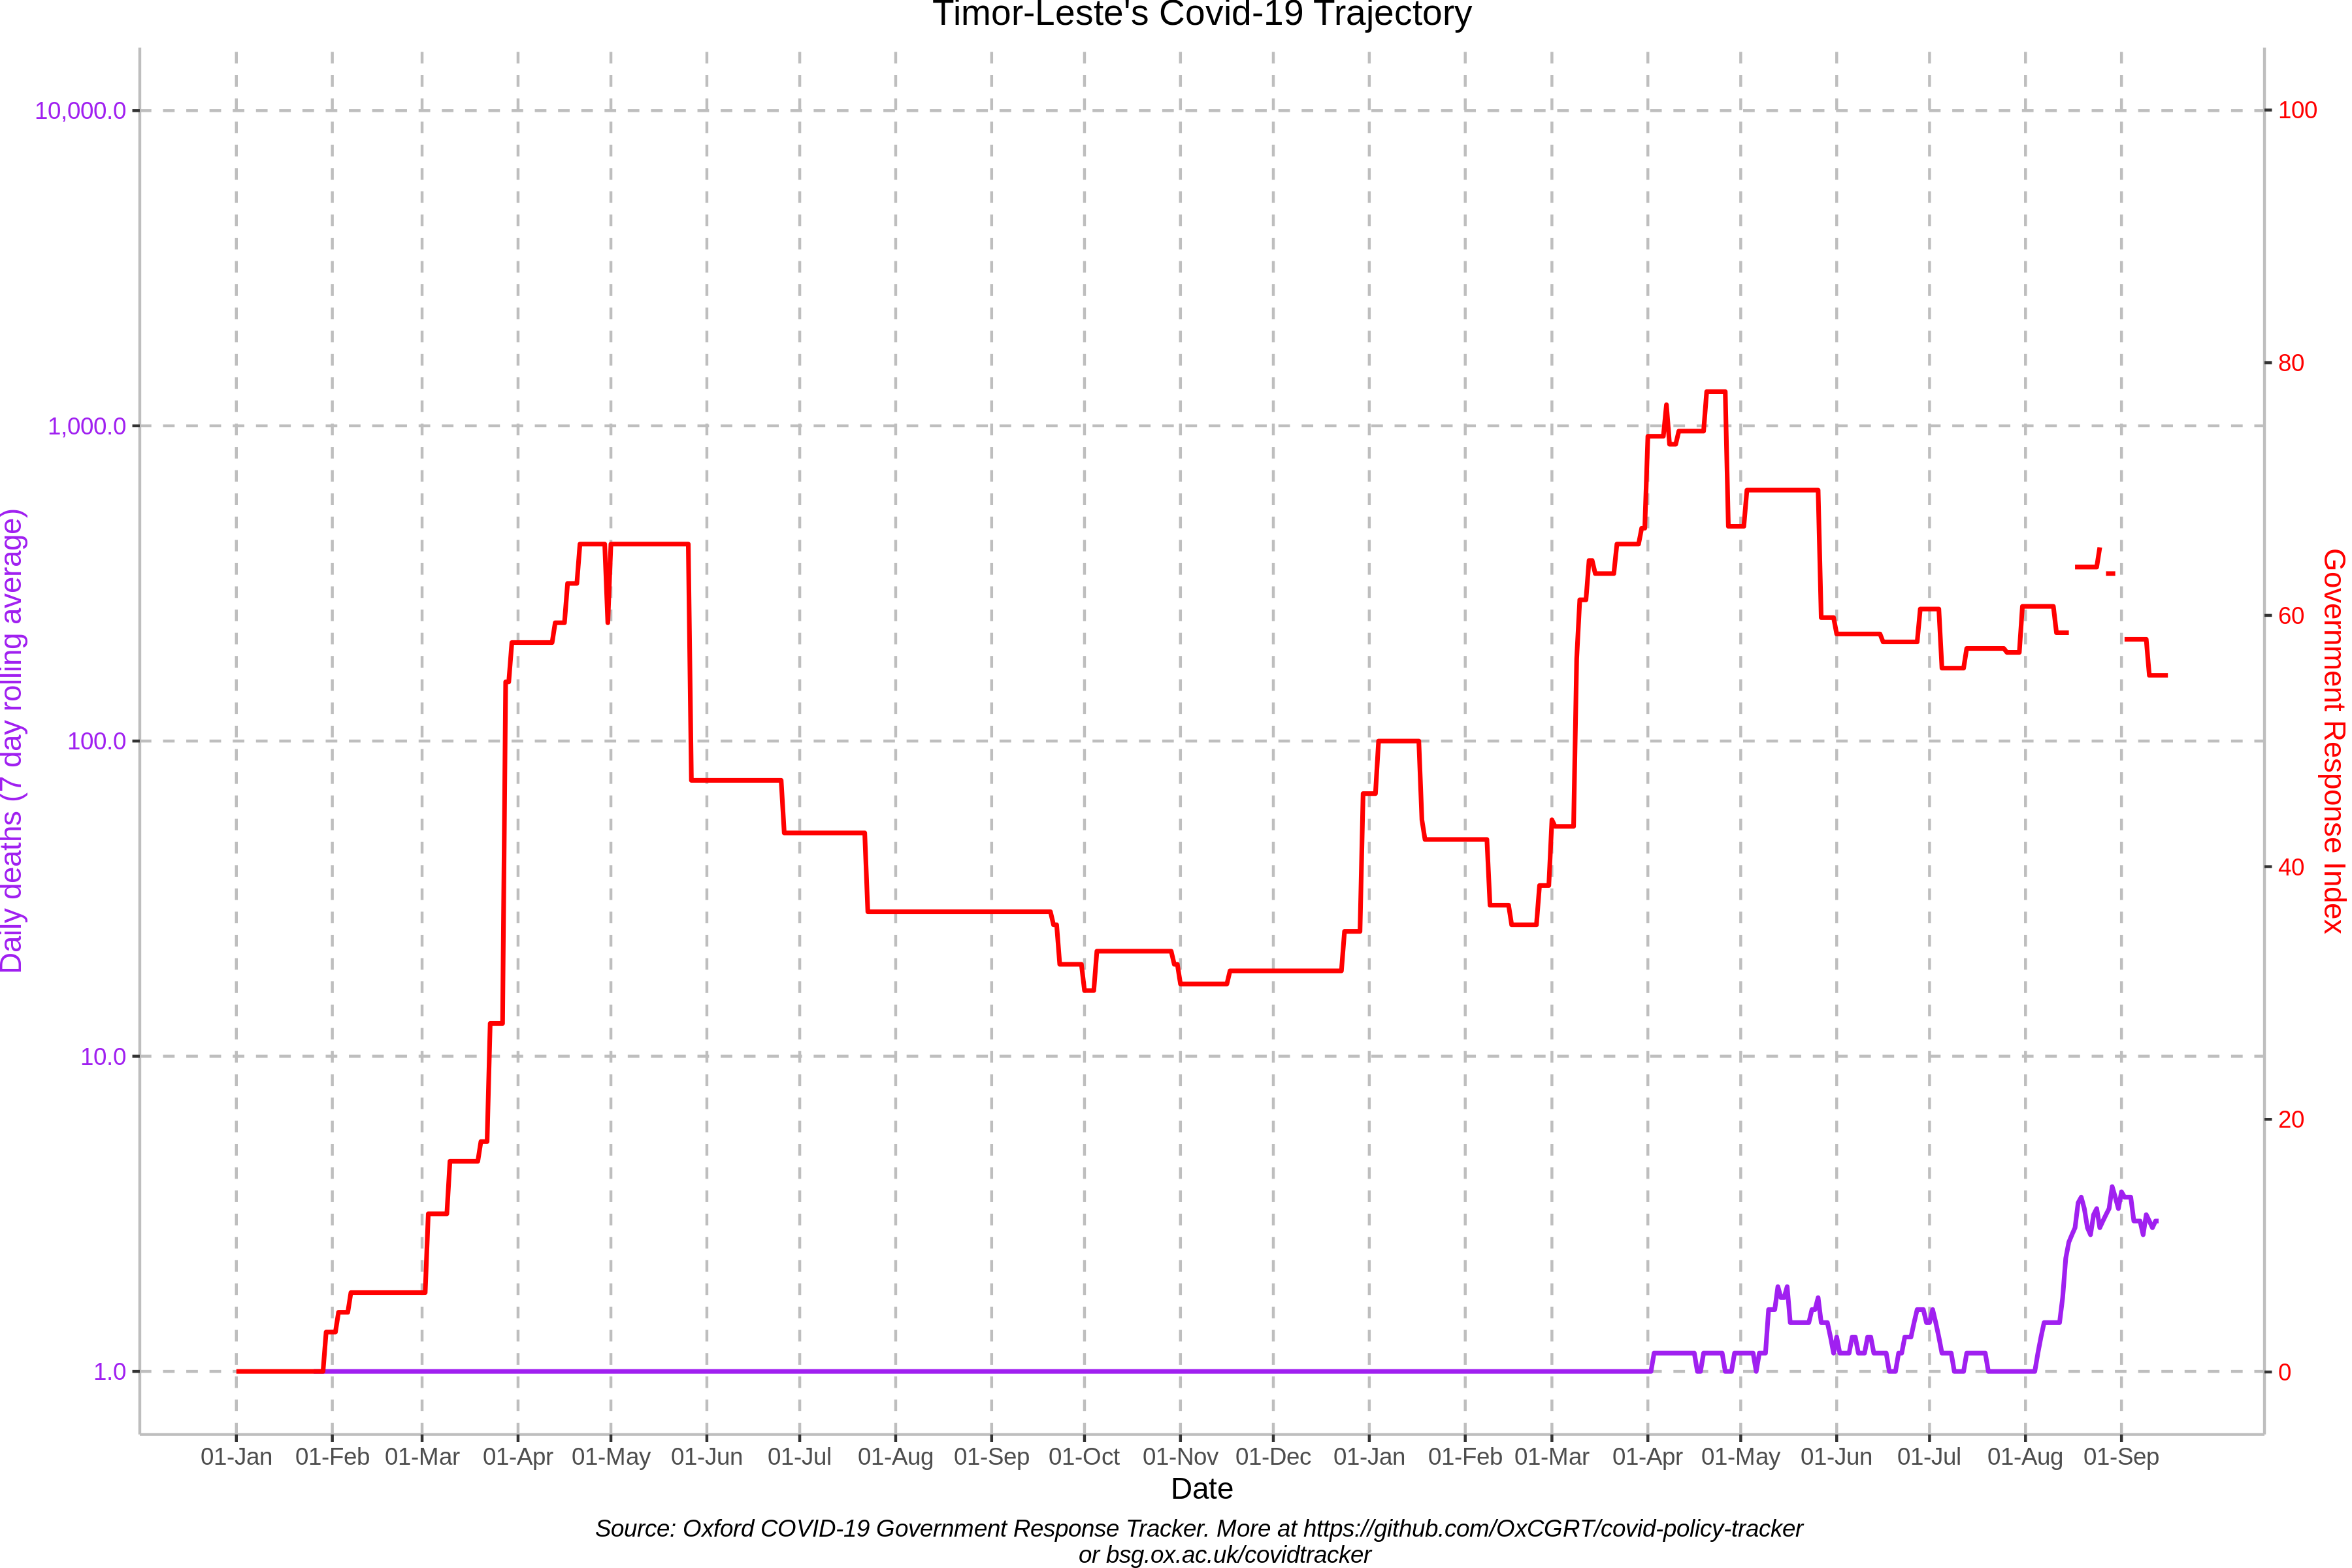 Timor-Leste's Covid-19 Trajectory
10,000.0
1,000.0
100.0
10.0
1.0
Daily deaths (7 day rolling average)
100
80
60
40
20
0
Government Response Index
01-Jan 01-Feb 01-Mar 01-Apr 01-May 01-Jun 01-Jul 01-Aug 01-Sep 01-Oct 01-Nov 01-Dec 01-Jan 01-Feb 01-Mar 01-Apr 01-May 01-Jun 01-Jul 01-Aug 01-Sep
Date
Source: Oxford COVID-19 Government Response Tracker. More at https://github.com/OxCGRT/covid-policy-tracker
or bsg.ox.ac.uk/covidtracker